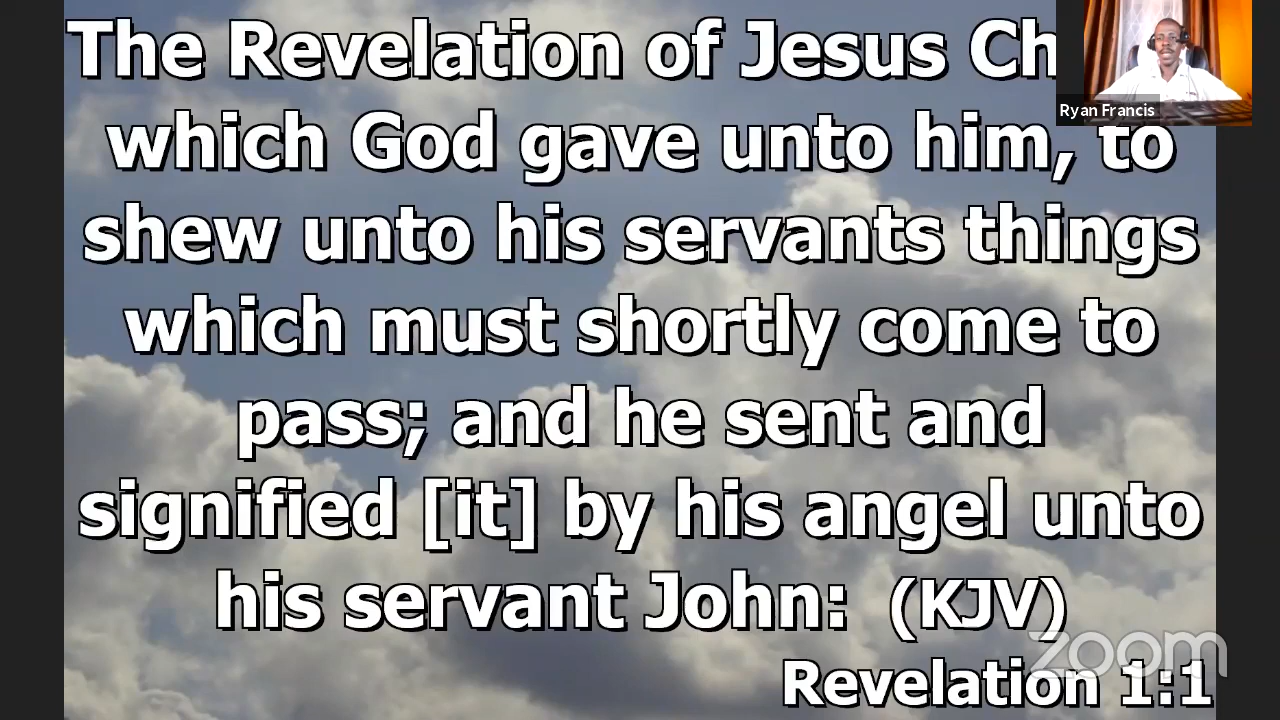 The Revelation of Jesus Ch
which God gave unto him, to
shew unto his servants things
which must shortly come to
pass; and he sent and
signified [it] by his angel unto
his servant John: (KJV)
Revelation 1:1
Ryan Francis
zoom